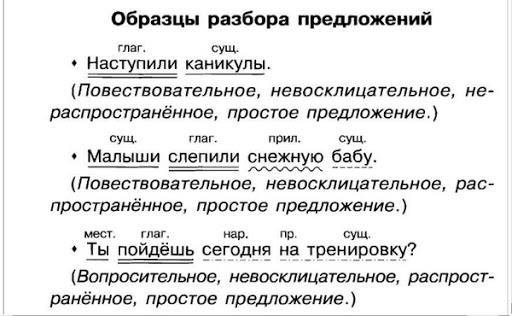 Образцы разбора предложений
глаг. сущ.
• Наступили каникулы.
(Повествовательное, невосклицательное, не-
распространённое, простое предложение.)
сущ. глаг. прил. сущ.
• Малыши слепили снежную бабу.
(Повествовательное, невосклицательное, рас-
пространённое, простое предложение.)
мест. глаг. нар. пр. сущ.
• Ты пойдёшь сегодня на тренировку?
(Вопросительное, невосклицательное, распрост-
ранённое, простое предложение.)